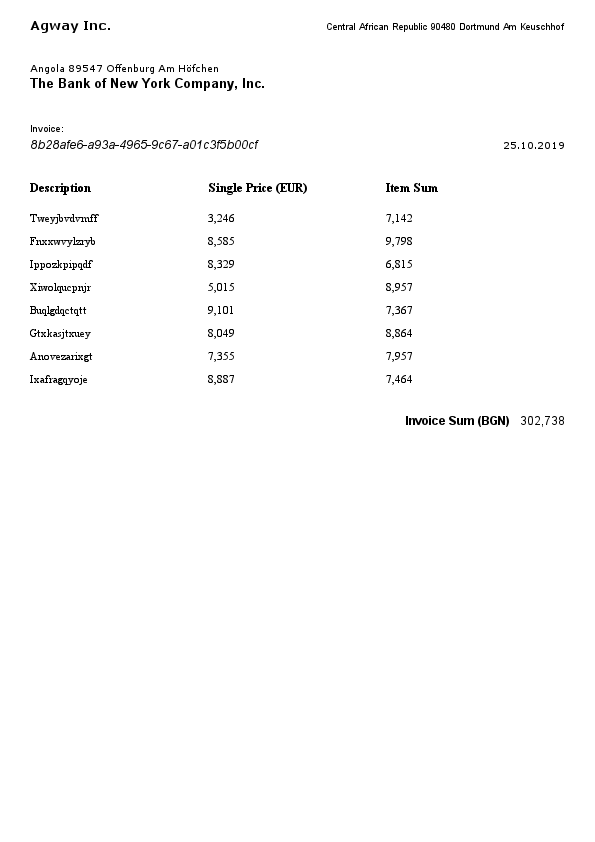 Agway Inc. Central African Republic 90480 Dortmund Am Keuschhof
Angola 89547 Offenburg Am Höfchen
The Bank of New York Company, Inc.
Invoice:
8b28afe6-a93a-4965-9c67-a01c3f5b00cf 25.10.2019
Description Single Price (EUR) Item Sum
Tweyjbvdvmff 3,246 7,142
Fnxxwvylzryb 8,585 9,798
Ippozkpipqdf 8,329 6,815
Xiwolqucpnjr 5,015 8,957
Buqlgdqctqtt 9,101 7,367
Gtxkasjtxuey 8,049 8,864
Anovezarixgt 7,355 7,957
Ixafragqyoje 8,887 7,464
Invoice Sum (BGN) 302,738